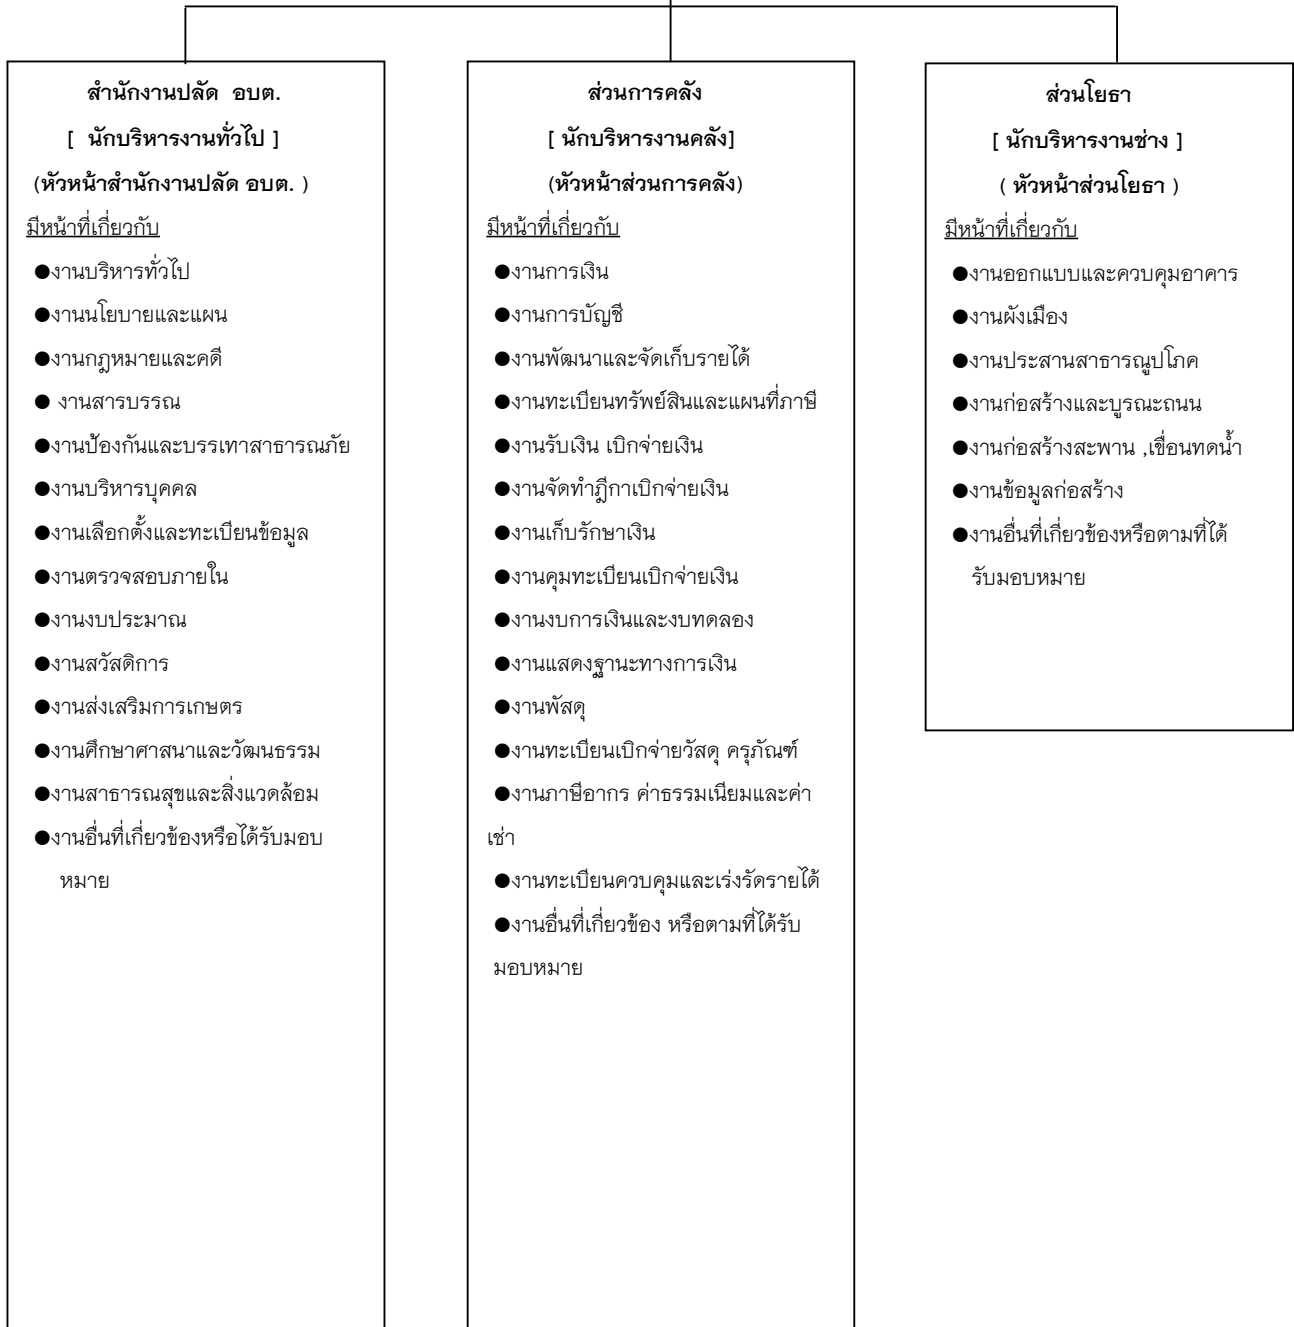 สำนักงานปลัด อบต.
[ นักบริหารงานทั่วไป ]
(หัวหน้าสำนักงานปลัด อบต. )
มีหน้าที่เกี่ยวกับ
●งานบริหารทั่วไป
●งานนโยบายและแผน
●งานกฎหมายและคดี
● งานสารบรรณ
●งานป้องกันและบรรเทาสาธารณภัย
●งานบริหารบุคคล
●งานเลือกตั้งและทะเบียนข้อมูล
●งานตรวจสอบภายใน
●งานงบประมาณ
●งานสวัสดิการ
●งานส่งเสริมการเกษตร
●งานศึกษาศาสนาและวัฒนธรรม
●งานสาธารณสุขและสิ่งแวดล้อม
●งานอื่นที่เกี่ยวข้องหรือได้รับมอบ
หมาย
ส่วนการคลัง
[ นักบริหารงานคลัง]
(หัวหน้าส่วนการคลัง)
มีหน้าที่เกี่ยวกับ
●งานการเงิน
●งานการบัญชี
●งานพัฒนาและจัดเก็บรายได้
●งานทะเบียนทรัพย์สินและแผนที่ภาษี
●งานรับเงิน เบิกจ่ายเงิน
●งานจัดทำฎีกาเบิกจ่ายเงิน
●งานเก็บรักษาเงิน
●งานคุมทะเบียนเบิกจ่ายเงิน
●งานงบการเงินและงบทดลอง
●งานแสดงฐานะทางการเงิน
●งานพัสดุ
●งานทะเบียนเบิกจ่ายวัสดุ ครุภัณฑ์
●งานภาษีอากร ค่าธรรมเนียมและค่า
เช่า
●งานทะเบียนควบคุมและเร่งรัดรายได้
●งานอื่นที่เกี่ยวข้อง หรือตามที่ได้รับ
มอบหมาย
ส่วนโยธา
[ นักบริหารงานช่าง ]
( หัวหน้าส่วนโยธา )
มีหน้าที่เกี่ยวกับ
●งานออกแบบและควบคุมอาคาร
●งานผังเมือง
●งานประสานสาธารณูปโภค
●งานก่อสร้างและบูรณะถนน
●งานก่อสร้างสะพาน ,เขื่อนทดน้ำ
●งานข้อมูลก่อสร้าง
●งานอื่นที่เกี่ยวข้องหรือตามที่ได้
รับมอบหมาย